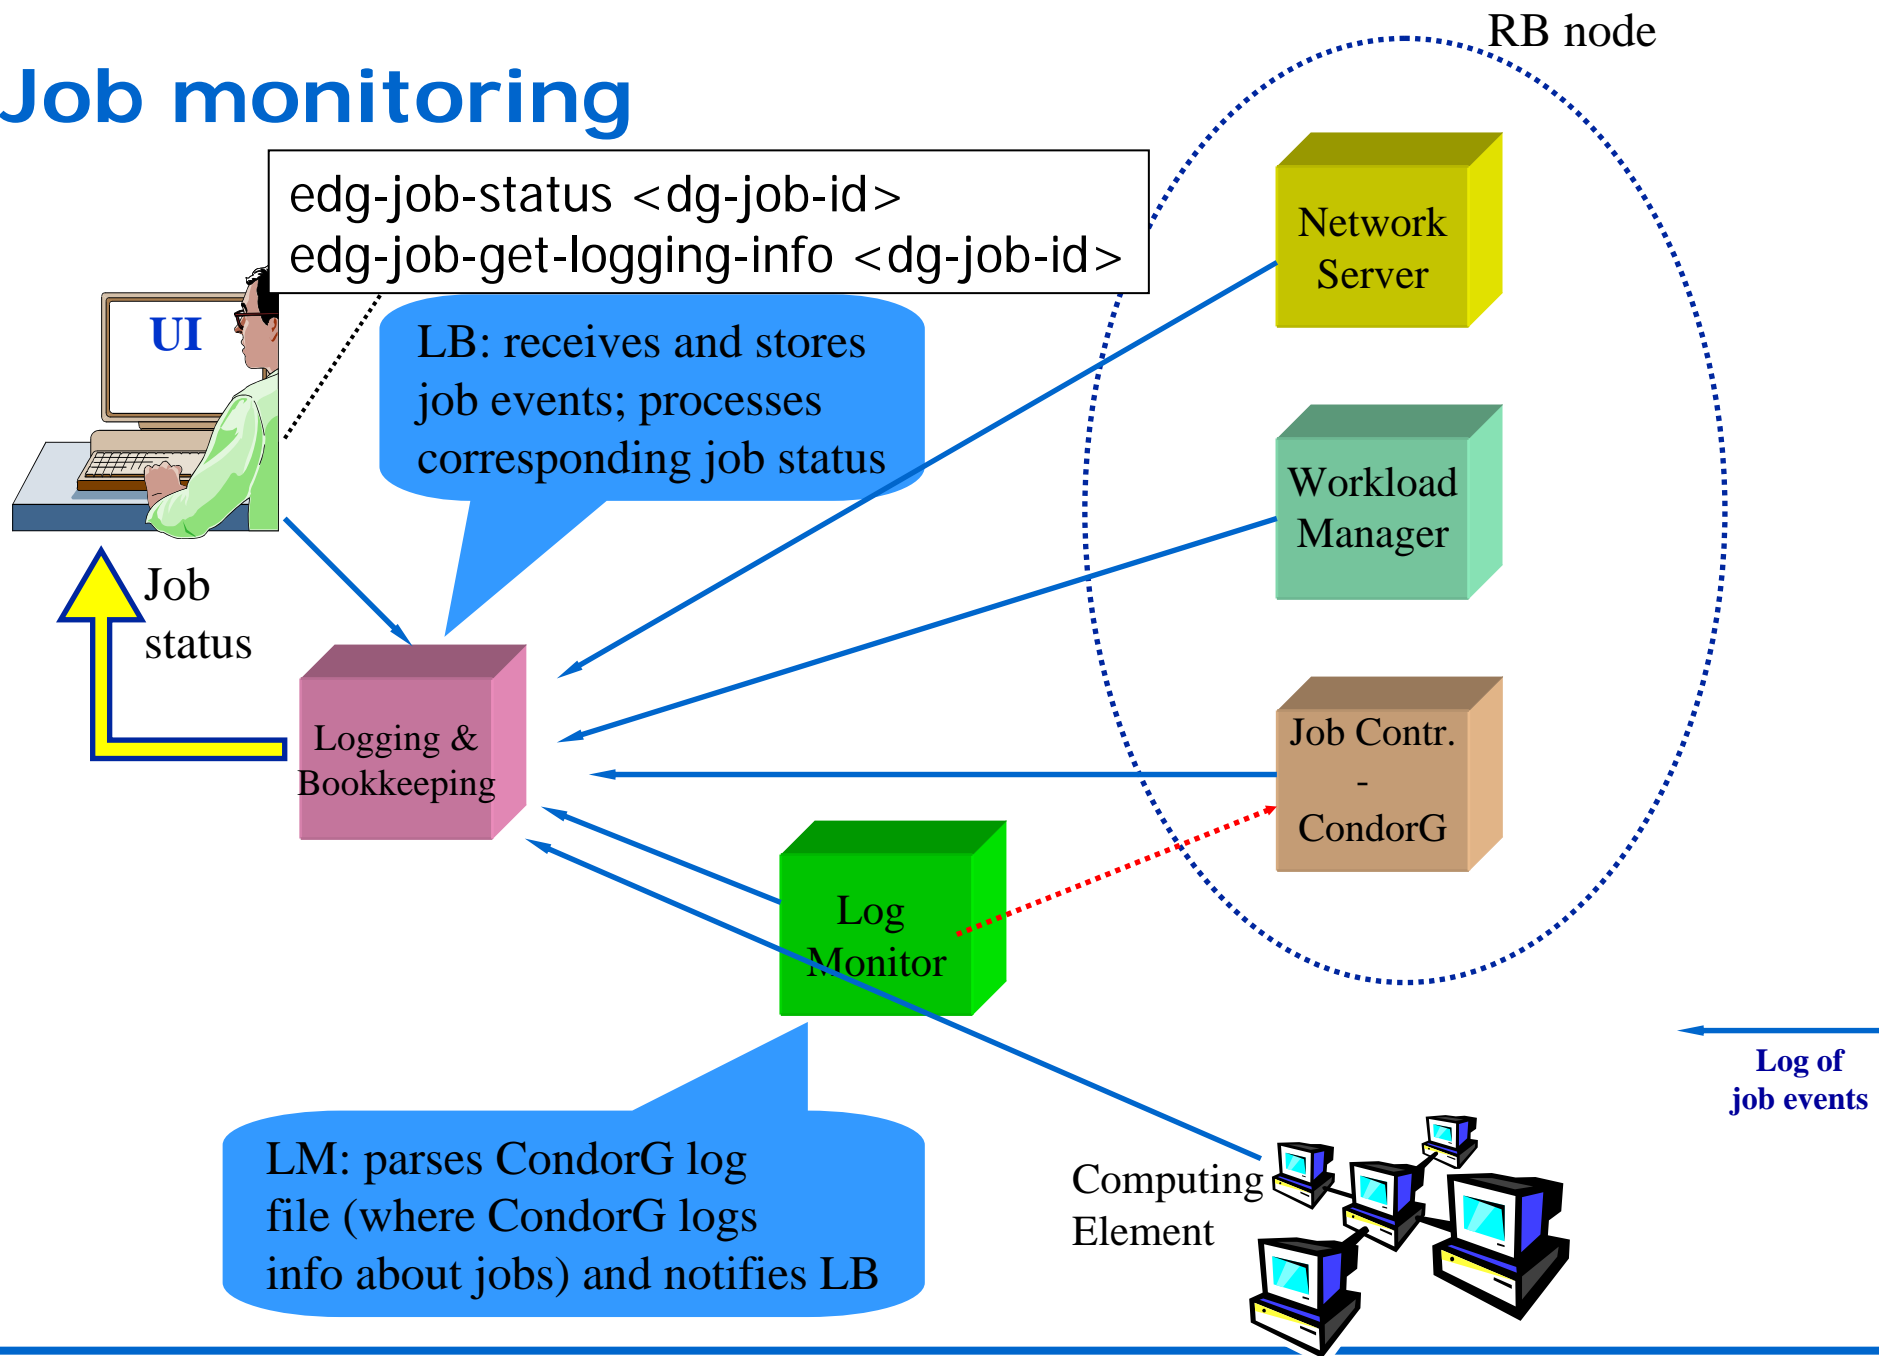 RB node
Job monitoring
edg-job-status <dg-job-id>
edg-job-get-logging-info <dg-job-id>
UI
LB: receives and stores
job events; processes
corresponding job status
Network
Server
Workload
Manager
Job
status
Logging &
Bookkeeping
Job Contr.
-
CondorG
Log
Monitor
Log of
job events
LM: parses CondorG log
file (where CondorG logs
info about jobs) and notifies LB
Computing
Element